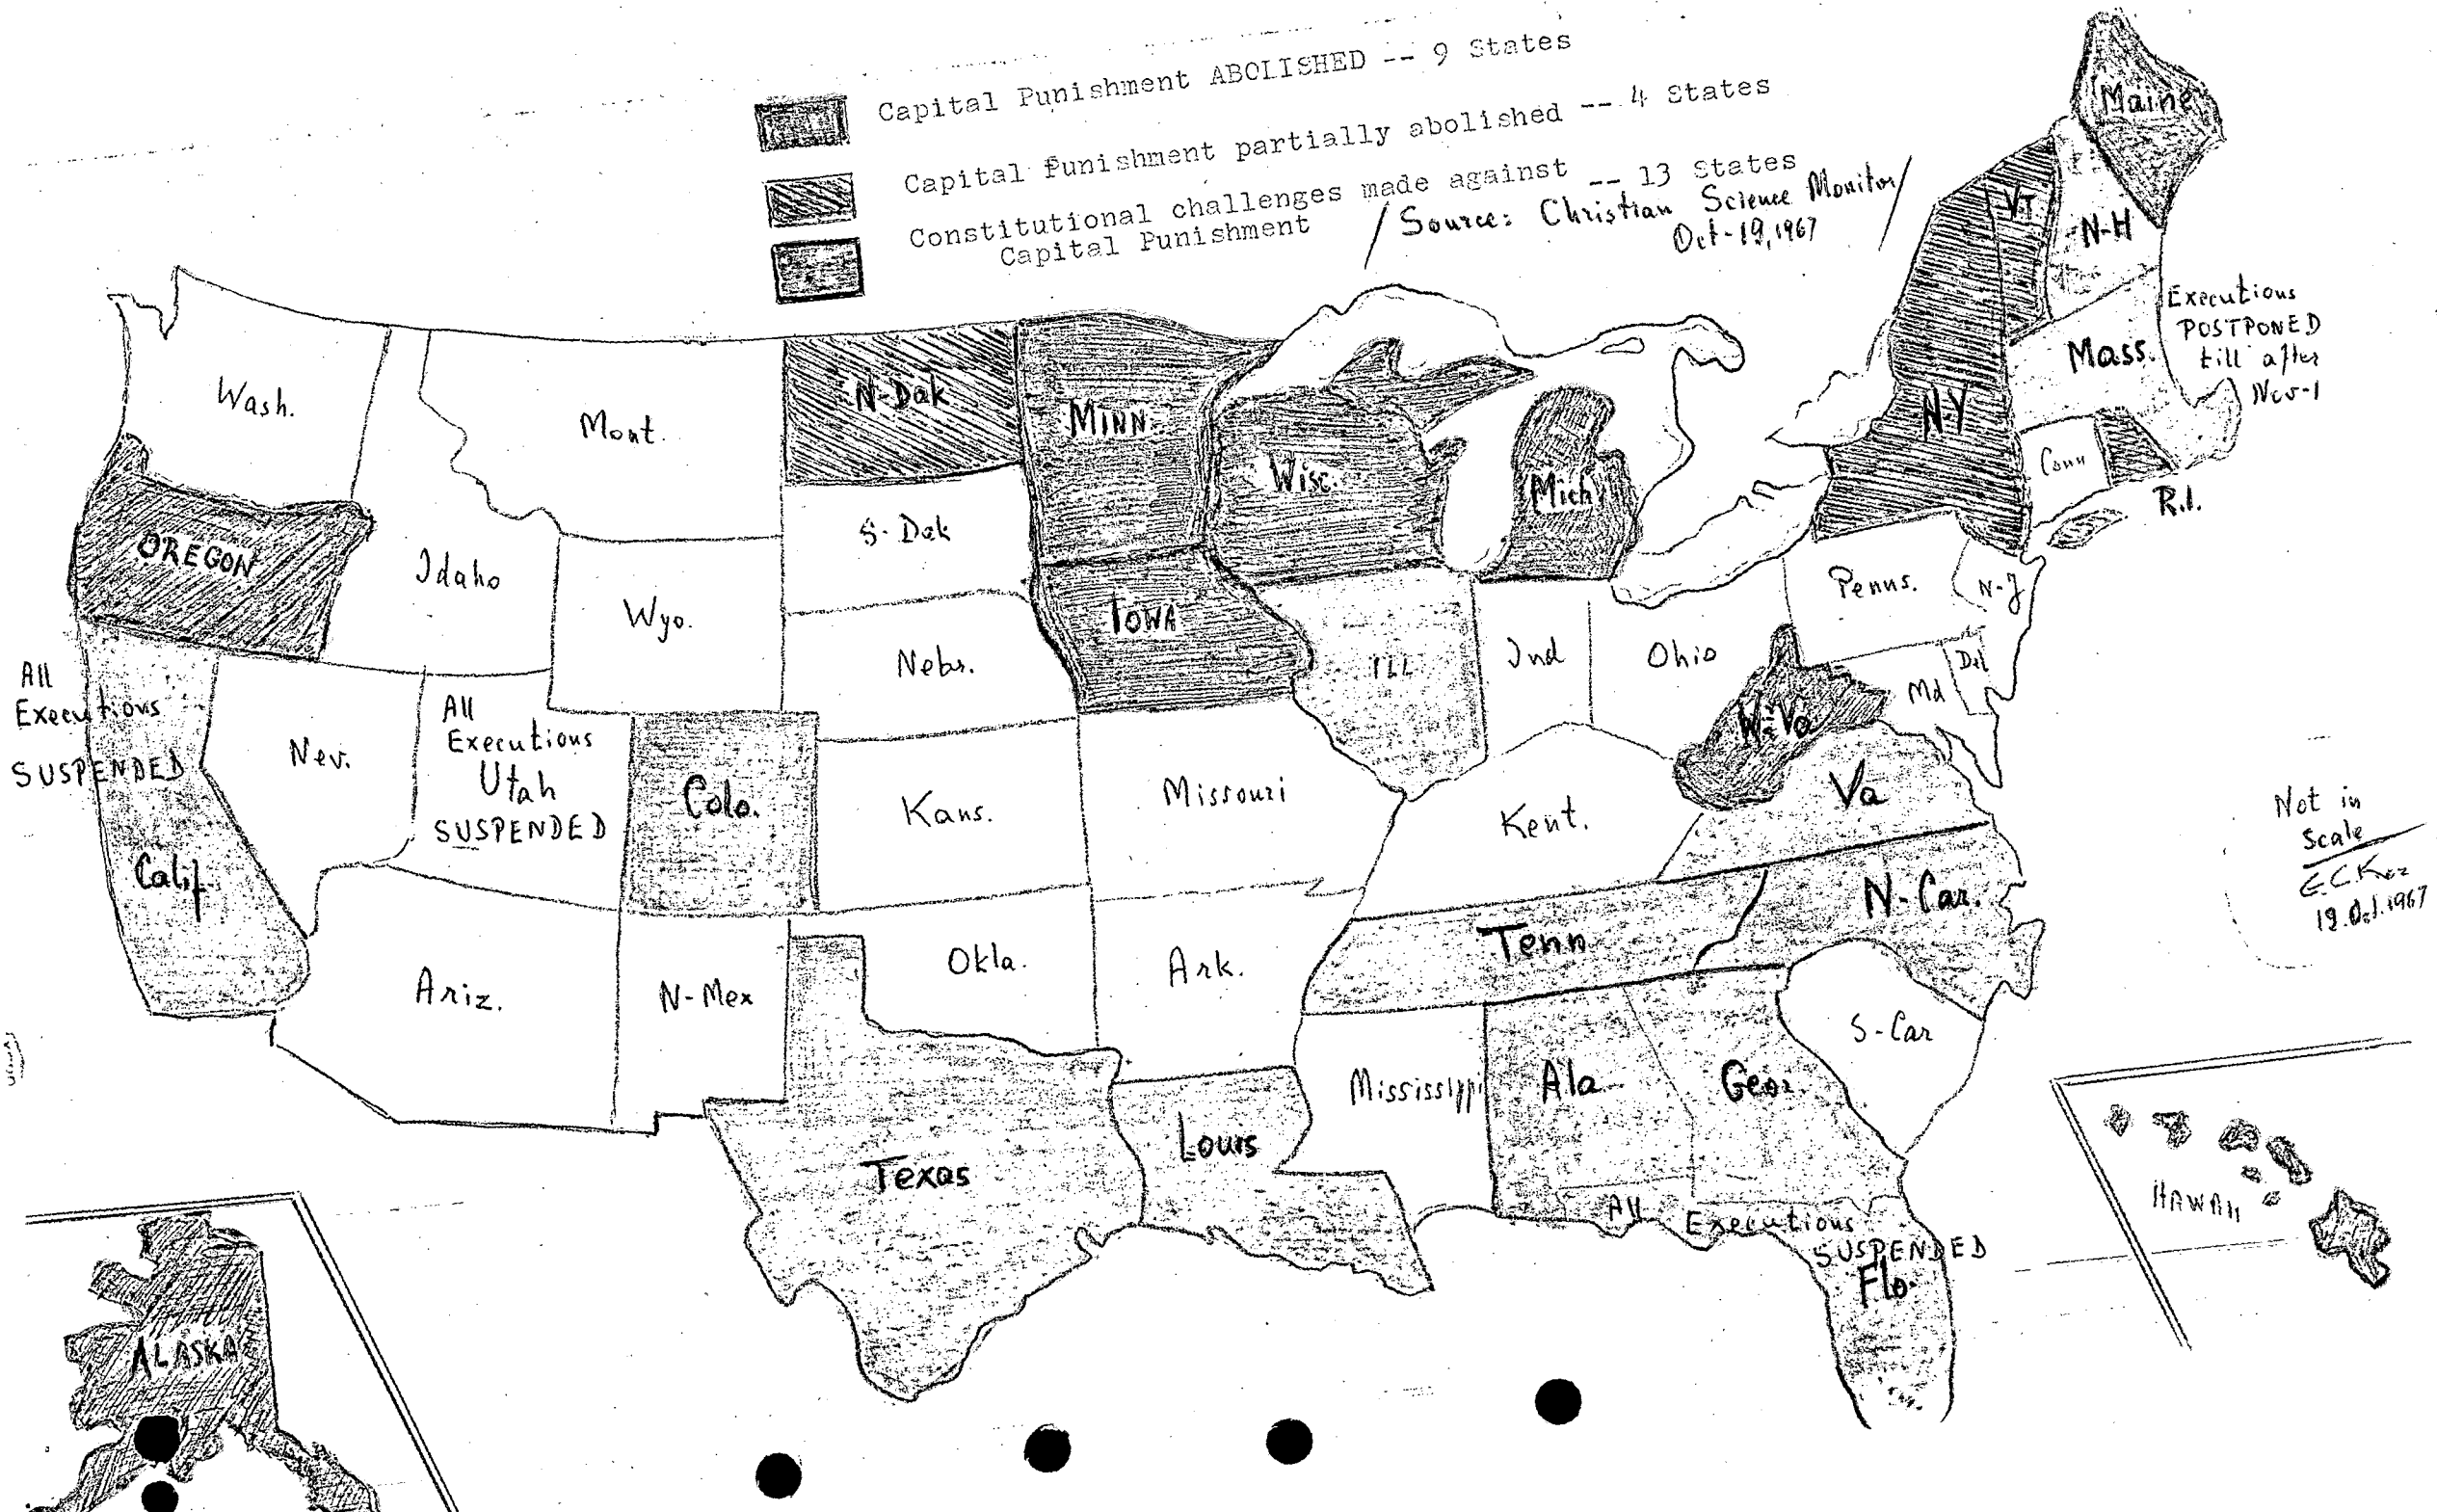 Capital Punishment ABOLISHED -- 9 States
Capital Punishment partially abolished -- 4 States
Constitutional challenges made against -- 13 States
Capital Punishment
/ Source: Christian Science Monitor /
Oct-19, 1967
Maine
VT
N-H
Executions
POSTPONED
till after
Nov-1
Mass.
N-Y
Conn
R.I.
Wash.
Mont.
N-Dak
MINN.
Wisc.
Mich
OREGON
Idaho
S-Dak
Wyo.
IOWA
Penns.
N-J
Nebr.
ILL
Ind
Ohio
Del
Md
W. Va
Va
All
Executions
SUSPENDED
Calif.
Nev.
All
Executions
Utah
SUSPENDED
Colo.
Kans.
Missouri
Kent.
N-Car.
Tenn
Not in
Scale
19.Oct.1967
Ariz.
N-Mex
Okla.
Ark.
S-Car
Mississippi
Ala
Geor.
Texas
Louis
All Executions
SUSPENDED
Flo.
HAWAII
ALASKA